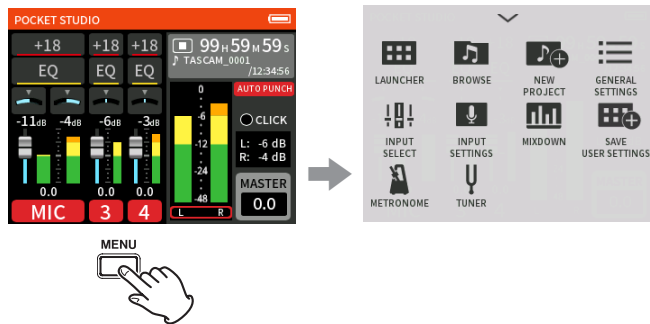 POCKET STUDIO
+18 +18 +18
EQ EQ EQ
-11dB -4dB -6dB -3dB
0.0 0.0 0.0
MIC 3 4
99H59M59s
TASCAM_0001
/12:34:56
0
-6
-12
-24
-48
L R
AUTO PUNCH
CLICK
L: -6 dB
R: -4 dB
MASTER
0.0
MENU
LAUNCHER
BROWSE
NEW
PROJECT
GENERAL
SETTINGS
INPUT
SELECT
INPUT
SETTINGS
MIXDOWN
SAVE
USER SETTINGS
METRONOME
TUNER